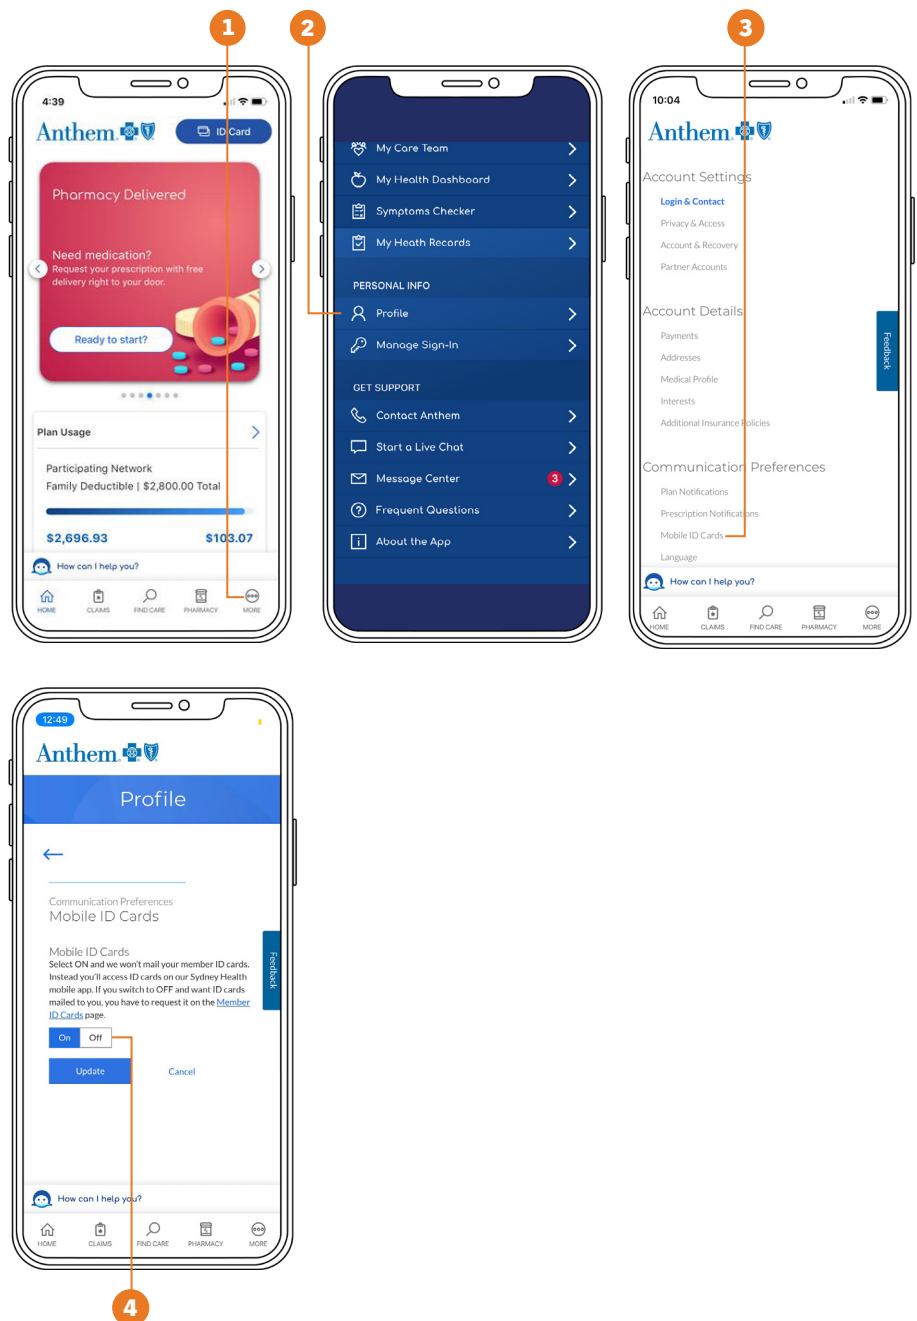 1
2
3
4:39
Anthem
ID Card
Pharmacy Delivered
Need medication?
Request your prescription with free
delivery right to your door.
Ready to start?
Plan Usage
Participating Network
Family Deductible | $2,800.00 Total
$2,696.93 $103.07
How can I help you?
HOME CLAIMS FIND CARE PHARMACY MORE
My Care Team
My Health Dashboard
Symptoms Checker
My Heath Records
PERSONAL INFO
Profile
Manage Sign-In
GET SUPPORT
Contact Anthem
Start a Live Chat
Message Center 3
Frequent Questions
About the App
10:04
Anthem
Account Settings
Login & Contact
Privacy & Access
Account & Recovery
Partner Accounts
Account Details
Payments
Addresses
Medical Profile
Interests
Additional Insurance Policies
Communication Preferences
Plan Notifications
Prescription Notifications
Mobile ID Cards
Language
Feedback
How can I help you?
HOME CLAIMS FIND CARE PHARMACY MORE
12:49
Anthem
Profile
Communication Preferences
Mobile ID Cards
Mobile ID Cards
Select ON and we won't mail your member ID cards.
Instead you'll access ID cards on our Sydney Health
mobile app. If you switch to OFF and want ID cards
mailed to you, you have to request it on the Member
ID Cards page.
On Off
Update Cancel
Feedback
How can I help you?
HOME CLAIMS FIND CARE PHARMACY MORE
4